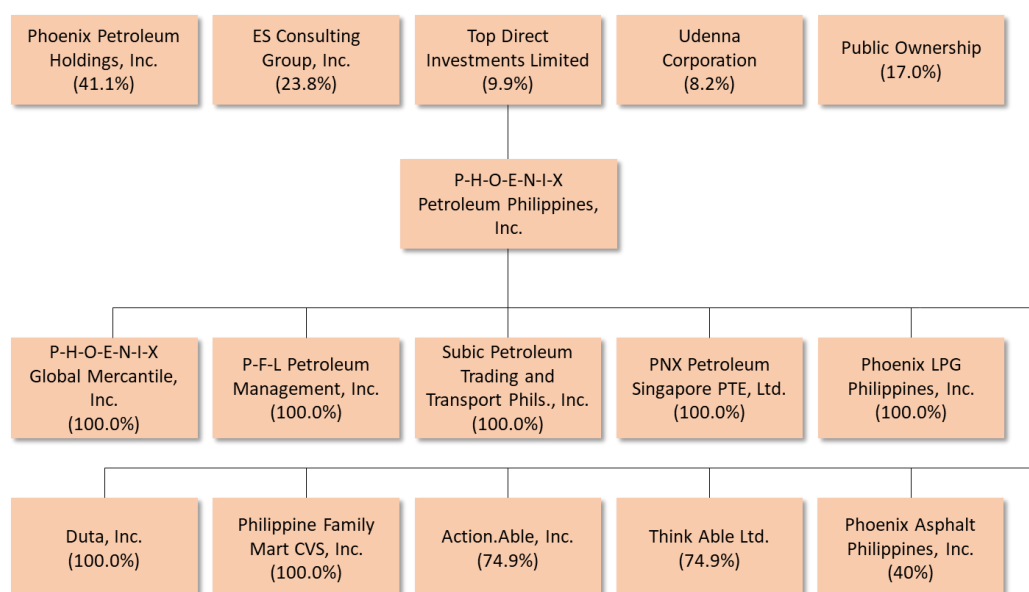 Phoenix Petroleum
Holdings, Inc.
(41.1%)
ES Consulting
Group, Inc.
(23.8%)
Top Direct
Investments Limited
(9.9%)
Udenna
Corporation
(8.2%)
Public Ownership
(17.0%)
P-H-O-E-N-I-X
Petroleum Philippines,
Inc.
P-H-O-E-N-I-X
Global Mercantile,
Inc.
(100.0%)
P-F-L Petroleum
Management, Inc.
(100.0%)
Subic Petroleum
Trading and
Transport Phils., Inc.
(100.0%)
PNX Petroleum
Singapore PTE, Ltd.
(100.0%)
Phoenix LPG
Philippines, Inc.
(100.0%)
Duta, Inc.
(100.0%)
Philippine Family
Mart CVS, Inc.
(100.0%)
Action.Able, Inc.
(74.9%)
Think Able Ltd.
(74.9%)
Phoenix Asphalt
Philippines, Inc.
(40%)